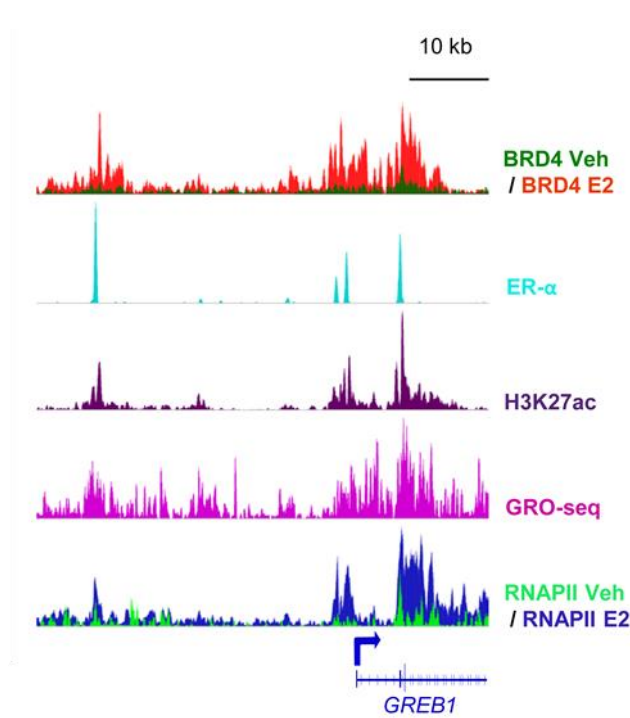 10 kb
BRD4 Veh
/ BRD4 E2
ER-α
H3K27ac
GRO-seq
RNAPII Veh
/ RNAPII E2
GREB1